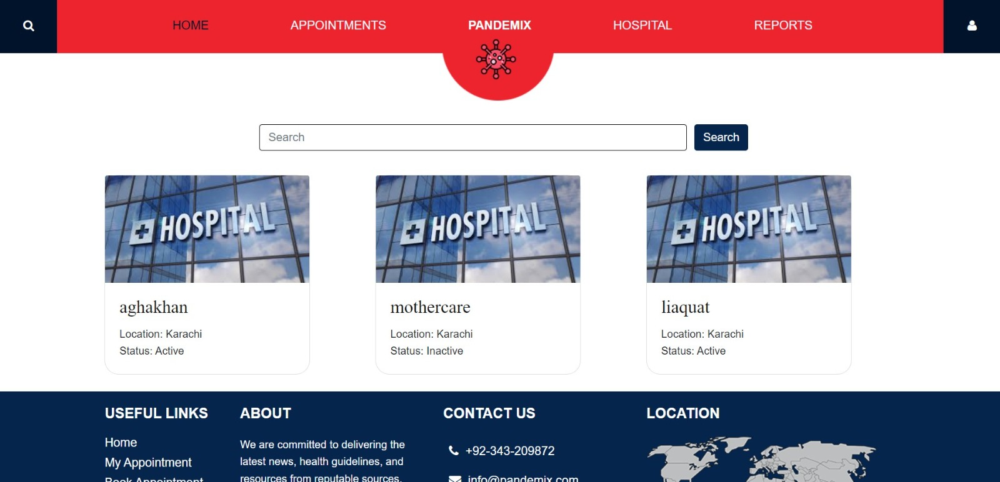 HOME
APPOINTMENTS
PANDEMIX
HOSPITAL
REPORTS
Search
Search
HOSPITAL
HOSPITAL
HOSPITAL
aghakhan
Location: Karachi
Status: Active
mothercare
Location: Karachi
Status: Inactive
liaquat
Location: Karachi
Status: Active
USEFUL LINKS
Home
My Appointment
Book Appointment
ABOUT
We are committed to delivering the
latest news, health guidelines, and
resources from reputable sources.
CONTACT US
+92-343-209872
info@pandemix.com
LOCATION